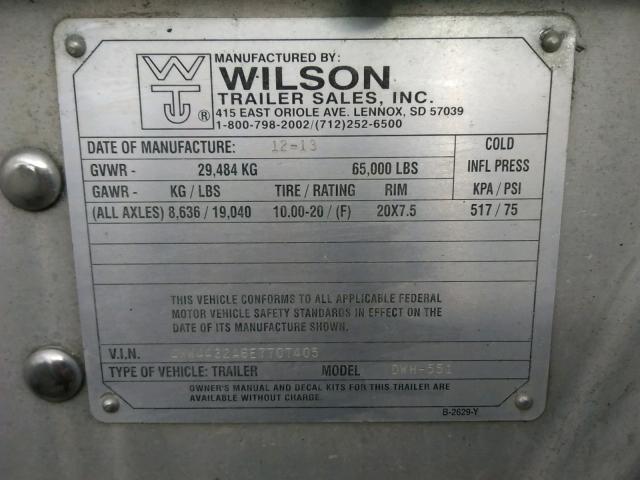 MANUFACTURED BY:
WILSON
TRAILER SALES, INC.
415 EAST ORIOLE AVE. LENNOX, SD 57039
1-800-798-2002/(712)252-6500
WT ®
DATE OF MANUFACTURE: 12-13
COLD
INFL PRESS
KPA / PSI
GVWR - 29,484 KG 65,000 LBS
GAWR - KG / LBS TIRE / RATING RIM
(ALL AXLES) 8,636 / 19,040 10.00-20 / (F) 20X7.5 517 / 75
THIS VEHICLE CONFORMS TO ALL APPLICABLE FEDERAL
MOTOR VEHICLE SAFETY STANDARDS IN EFFECT ON
THE DATE OF ITS MANUFACTURE SHOWN.
V.I.N.
TYPE OF VEHICLE: TRAILER MODEL DWH-551
OWNER'S MANUAL AND DECAL KITS FOR THIS TRAILER ARE
AVAILABLE WITHOUT CHARGE.
B-2629-Y